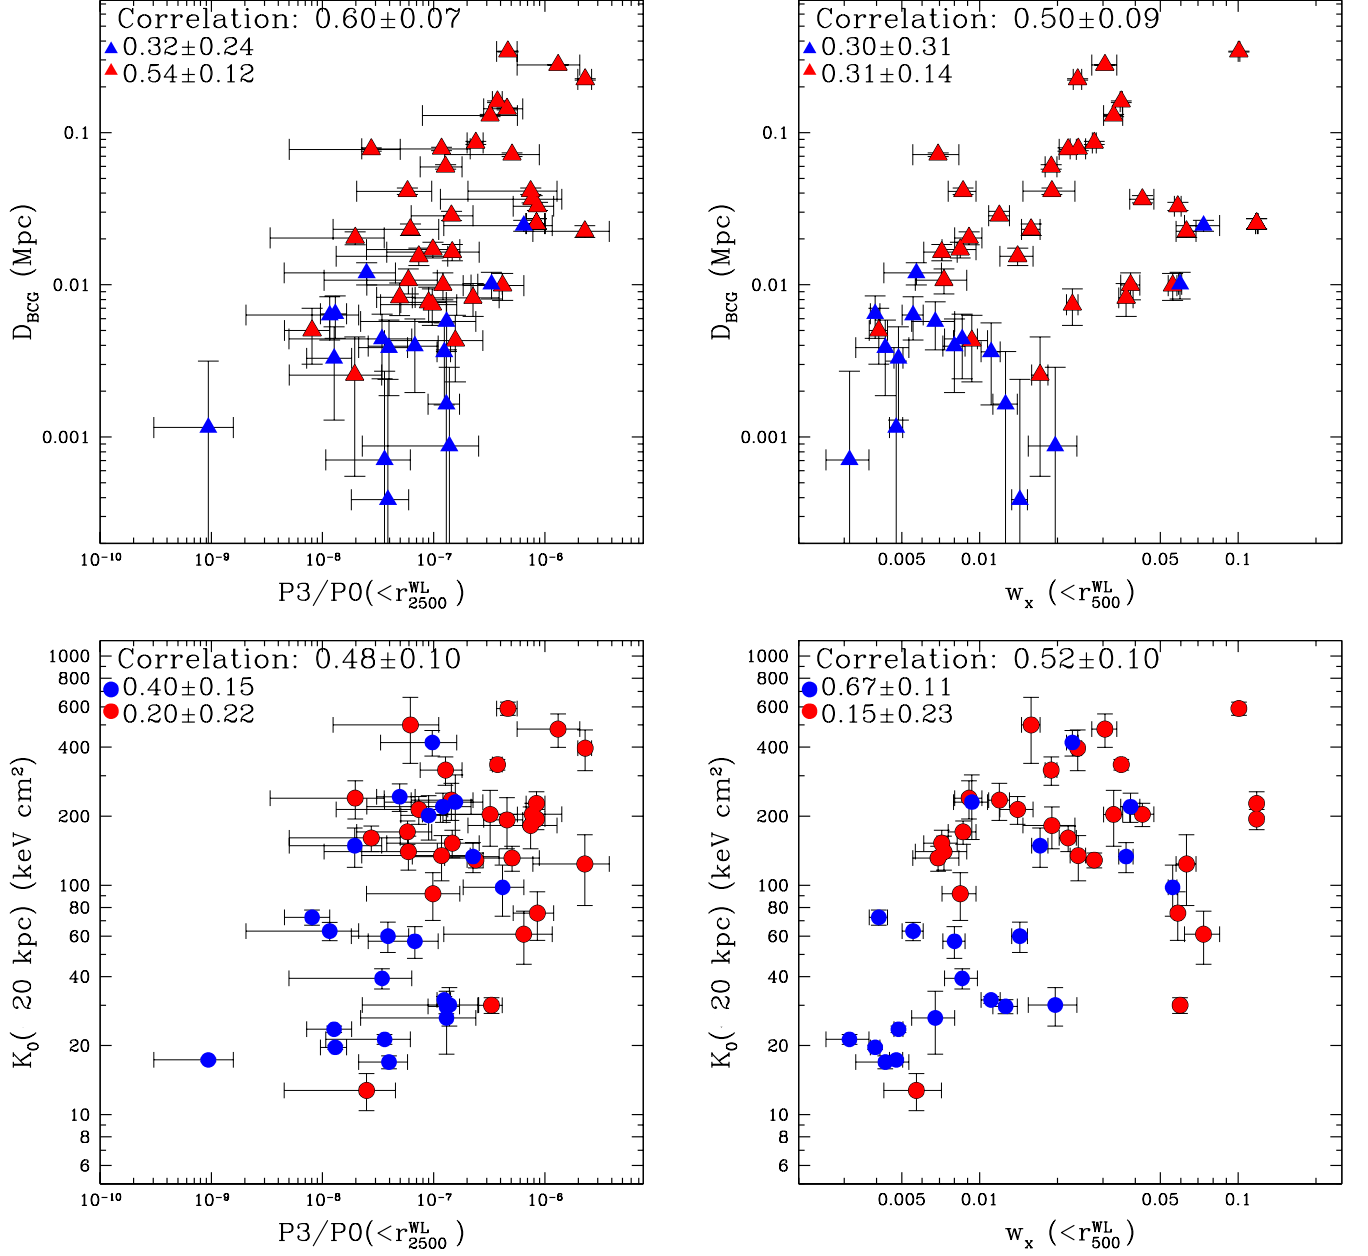 Correlation: 0.60±0.07
0.32±0.24
0.54±0.12
0.1
0.01
0.001
D_BCG (Mpc)
10^-10 10^-9 10^-8 10^-7 10^-6
P3/P0(<r^WL_2500)
Correlation: 0.50±0.09
0.30±0.31
0.31±0.14
0.1
0.01
0.001
D_BCG (Mpc)
0.005 0.01 0.05 0.1
w_x (<r^WL_500)
Correlation: 0.48±0.10
0.40±0.15
0.20±0.22
1000
800
600
400
200
100
80
60
40
20
10
8
6
K_0( 20 kpc) (keV cm²)
10^-10 10^-9 10^-8 10^-7 10^-6
P3/P0(<r^WL_2500)
Correlation: 0.52±0.10
0.67±0.11
0.15±0.23
1000
800
600
400
200
100
80
60
40
20
10
8
6
K_0( 20 kpc) (keV cm²)
0.005 0.01 0.05 0.1
w_x (<r^WL_500)